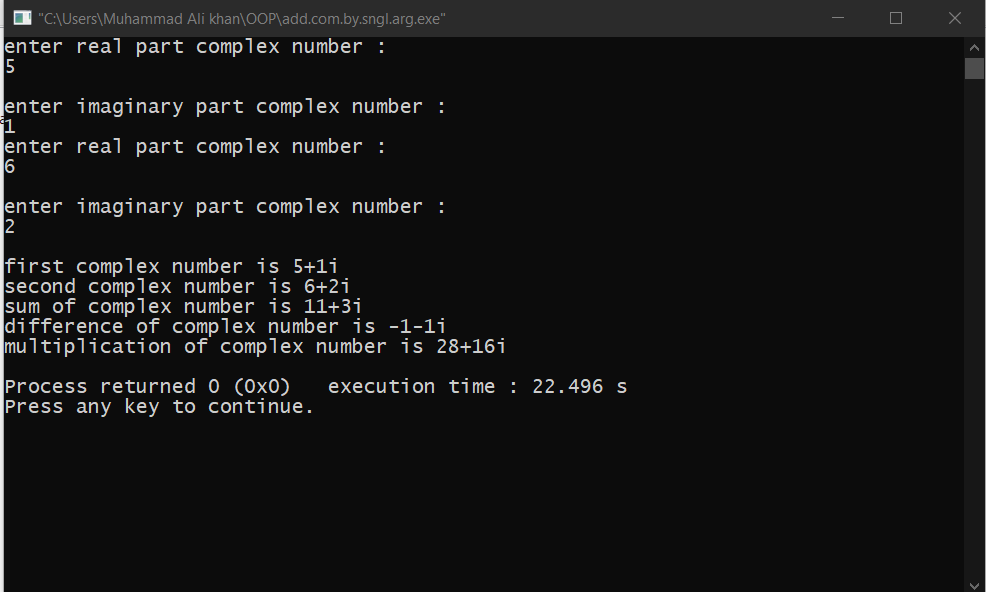 "C:\Users\Muhammad Ali khan\OOP\add.com.by.sngl.arg.exe"
enter real part complex number :
5
enter imaginary part complex number :
1
enter real part complex number :
6
enter imaginary part complex number :
2
first complex number is 5+1i
second complex number is 6+2i
sum of complex number is 11+3i
difference of complex number is -1-1i
multiplication of complex number is 28+16i
Process returned 0 (0x0)   execution time : 22.496 s
Press any key to continue.